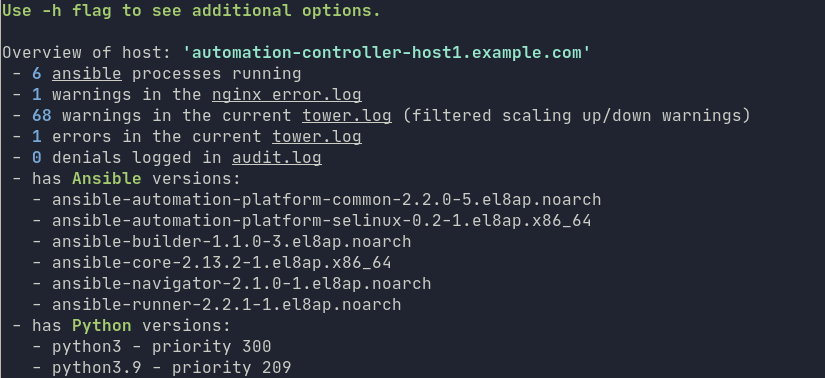 Use -h flag to see additional options.
Overview of host: 'automation-controller-host1.example.com'
- 6 ansible processes running
- 1 warnings in the nginx error.log
- 68 warnings in the current tower.log (filtered scaling up/down warnings)
- 1 errors in the current tower.log
- 0 denials logged in audit.log
- has Ansible versions:
- ansible-automation-platform-common-2.2.0-5.el8ap.noarch
- ansible-automation-platform-selinux-0.2-1.el8ap.x86_64
- ansible-builder-1.1.0-3.el8ap.noarch
- ansible-core-2.13.2-1.el8ap.x86_64
- ansible-navigator-2.1.0-1.el8ap.noarch
- ansible-runner-2.2.1-1.el8ap.noarch
- has Python versions:
- python3 - priority 300
- python3.9 - priority 209